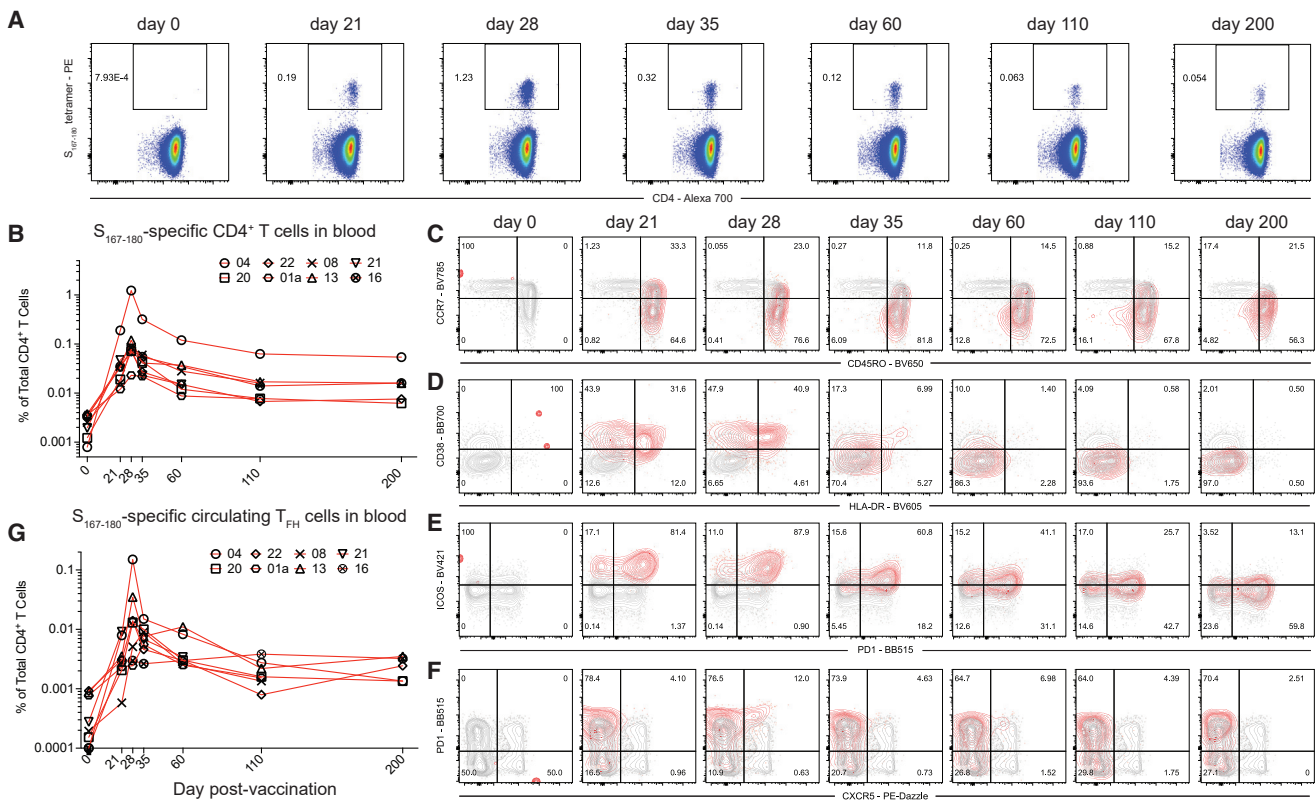 A
day 0 day 21 day 28 day 35 day 60 day 110 day 200
7.93E-4 0.19 1.23 0.32 0.12 0.063 0.054
S167-180 tetramer - PE
CD4 - Alexa 700
B
S167-180-specific CD4+ T cells in blood
04 22 08 21
20 01a 13 16
% of Total CD4+ T Cells
1
0.1
0.01
0.001
0 21 28 35 60 110 200
G
S167-180-specific circulating TFH cells in blood
04 22 08 21
20 01a 13 16
% of Total CD4+ T Cells
0.1
0.01
0.001
0.0001
0 21 28 35 60 110 200
Day post-vaccination
day 0 day 21 day 28 day 35 day 60 day 110 day 200
C
100 0 1.23 33.3 0.055 23.0 0.27 11.8 0.25 14.5 0.88 15.2 17.4 21.5
CCR7 - BV785
0 0 0.82 64.6 0.41 76.6 6.09 81.8 12.8 72.5 16.1 67.8 4.82 56.3
CD45RO - BV650
D
0 100 43.9 31.6 47.9 40.9 17.3 6.99 10.0 1.40 4.09 0.58 2.01 0.50
CD38 - BB700
0 0 12.6 12.0 6.65 4.61 70.4 5.27 86.3 2.28 93.6 1.75 97.0 0.50
HLA-DR - BV605
E
100 0 17.1 81.4 11.0 87.9 15.6 60.8 15.2 41.1 17.0 25.7 3.52 13.1
ICOS - BV421
0 0 0.14 1.37 0.14 0.90 5.45 18.2 12.6 31.1 14.6 42.7 23.6 59.8
PD1 - BB515
F
0 0 78.4 4.10 76.5 12.0 73.9 4.63 64.7 6.98 64.0 4.39 70.4 2.51
PD1 - BB515
50.0 50.0 16.5 0.96 10.9 0.63 20.7 0.73 26.8 1.52 29.8 1.75 27.1 0
CXCR5 - PE-Dazzle